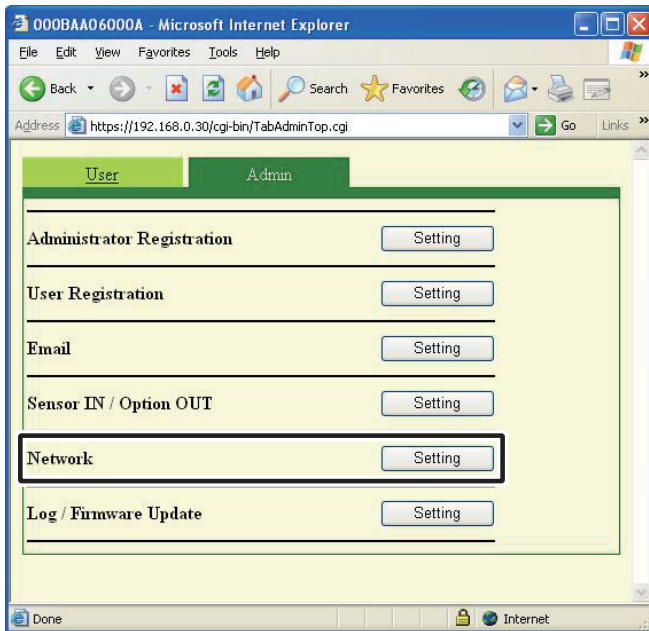 000BAA06000A - Microsoft Internet Explorer
File Edit View Favorites Tools Help
Back Search Favorites »
Address https://192.168.0.30/cgi-bin/TabAdminTop.cgi Go Links »
User Admin
Administrator Registration Setting
User Registration Setting
Email Setting
Sensor IN / Option OUT Setting
Network Setting
Log / Firmware Update Setting
Done Internet